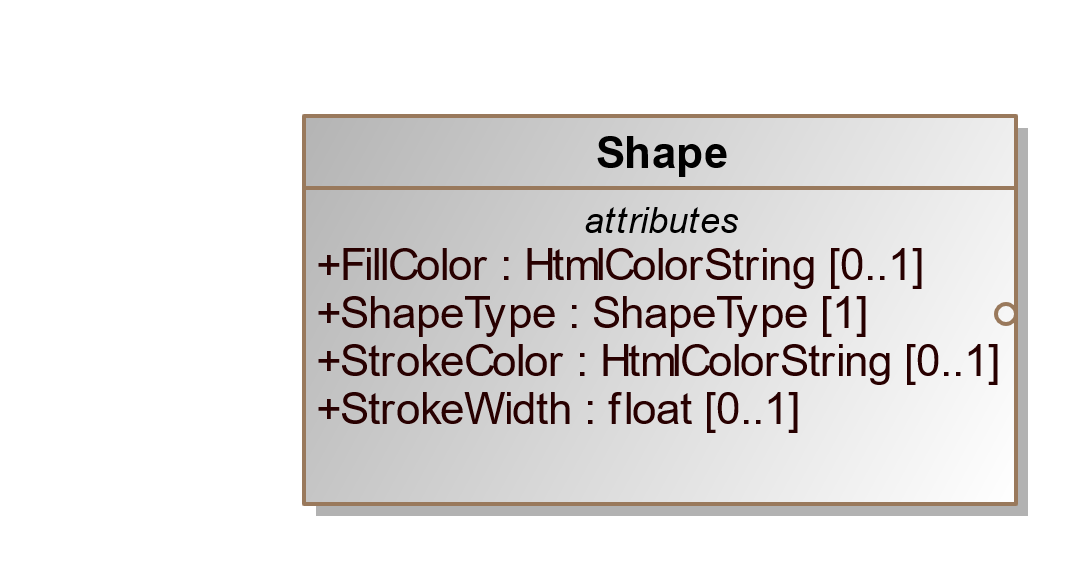 Shape
attributes
+FillColor : HtmlColorString [0..1]
+ShapeType : ShapeType [1]
+StrokeColor : HtmlColorString [0..1]
+StrokeWidth : float [0..1]